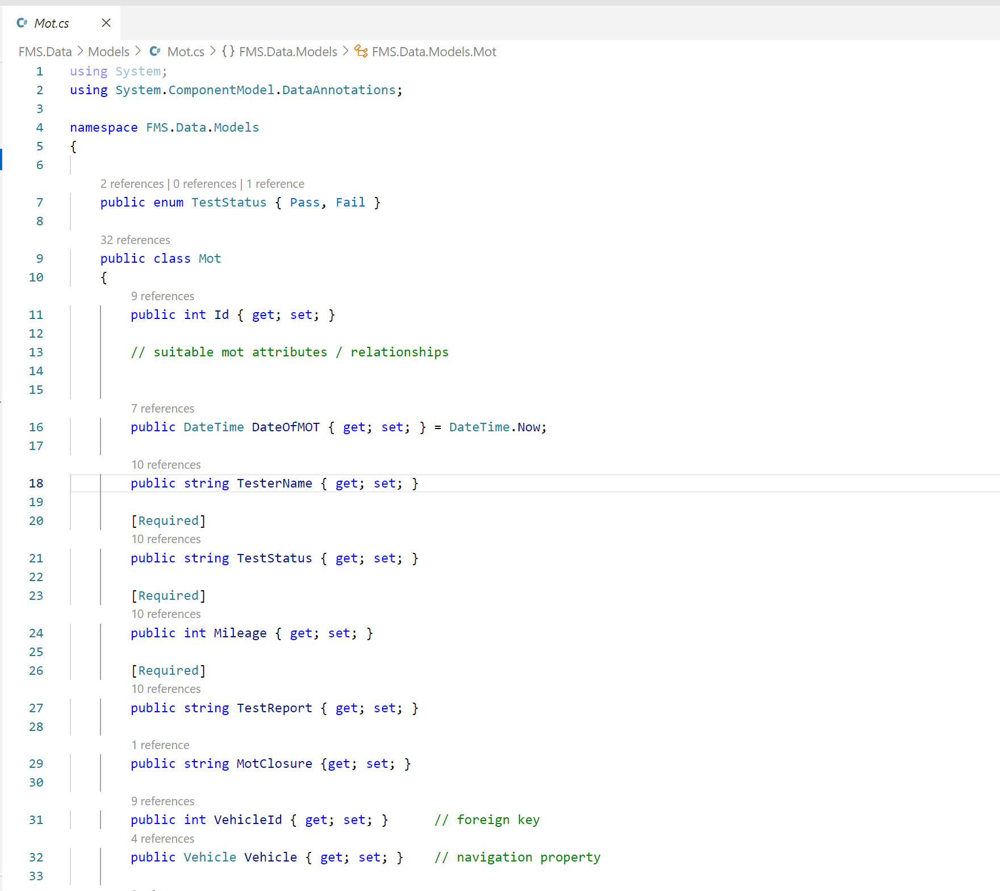 C# Mot.cs
FMS.Data > Models > C# Mot.cs > {} FMS.Data.Models > FMS.Data.Models.Mot
1 using System;
2 using System.ComponentModel.DataAnnotations;
3
4 namespace FMS.Data.Models
5 {
6
2 references | 0 references | 1 reference
7 public enum TestStatus { Pass, Fail }
8
32 references
9 public class Mot
10 {
9 references
11 public int Id { get; set; }
12
13 // suitable mot attributes / relationships
14
15
7 references
16 public DateTime DateOfMOT { get; set; } = DateTime.Now;
17
10 references
18 public string TesterName { get; set; }
19
20 [Required]
10 references
21 public string TestStatus { get; set; }
22
23 [Required]
10 references
24 public int Mileage { get; set; }
25
26 [Required]
10 references
27 public string TestReport { get; set; }
28
1 reference
29 public string MotClosure {get; set; }
30
9 references
31 public int VehicleId { get; set; } // foreign key
4 references
32 public Vehicle Vehicle { get; set; } // navigation property
33